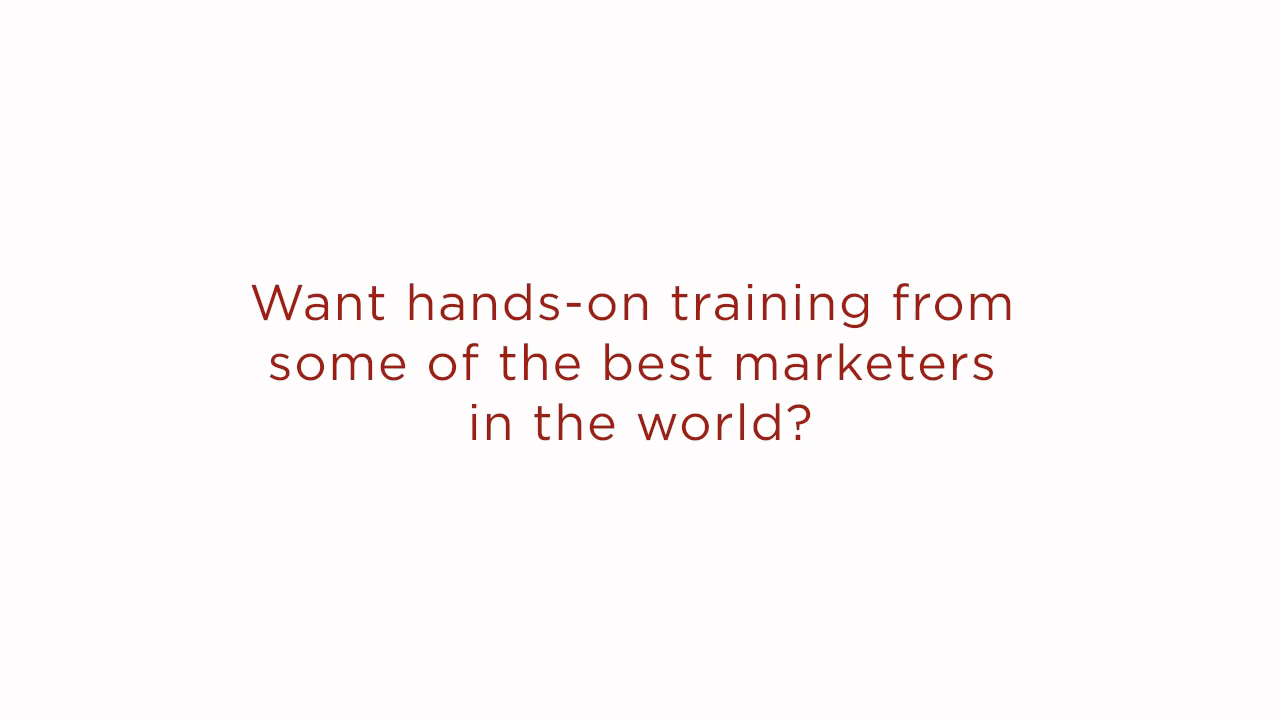 Want hands-on training from
some of the best marketers
in the world?